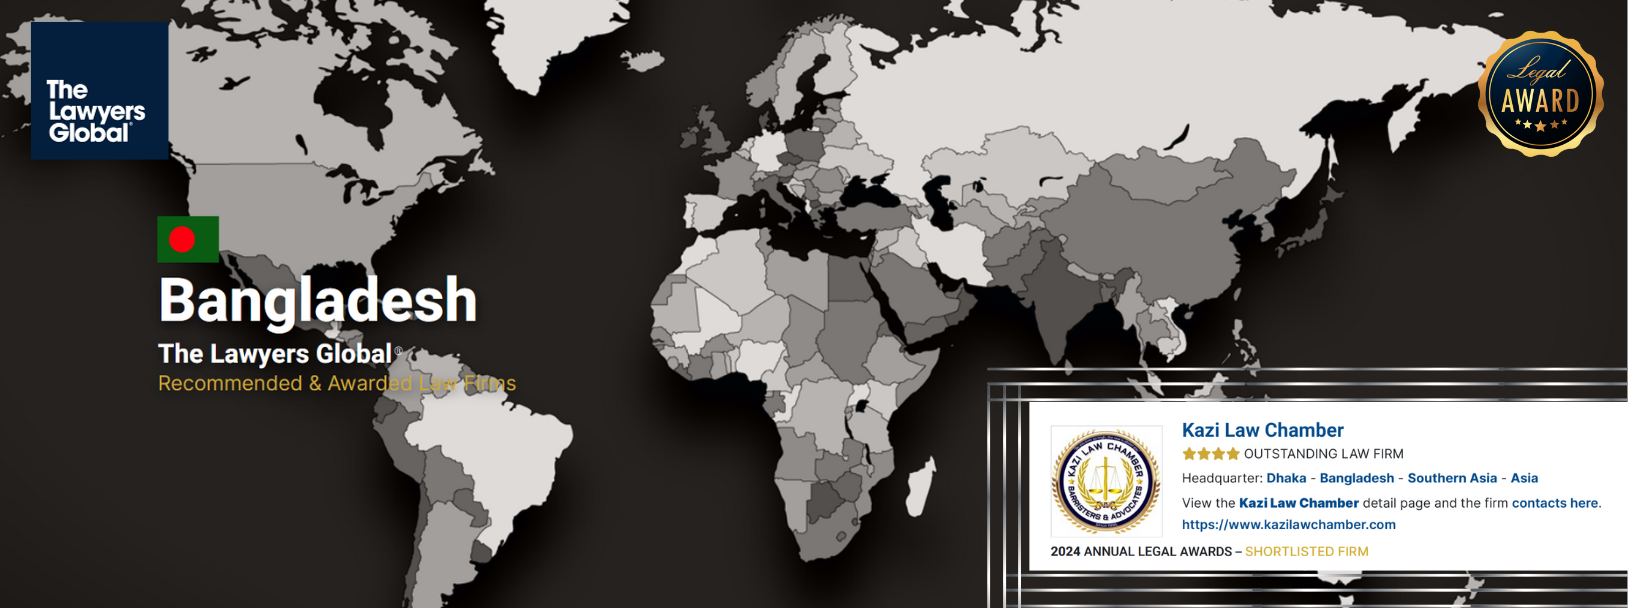 The
Lawyers
Global
Legal
AWARD
Bangladesh
The Lawyers Global®
Recommended & Awarded Law Firms
KAZI LAW CHAMBER
BARRISTERS & ADVOCATES
Kazi Law Chamber
OUTSTANDING LAW FIRM
Headquarter: Dhaka - Bangladesh - Southern Asia - Asia
View the Kazi Law Chamber detail page and the firm contacts here.
https://www.kazilawchamber.com
2024 ANNUAL LEGAL AWARDS – SHORTLISTED FIRM